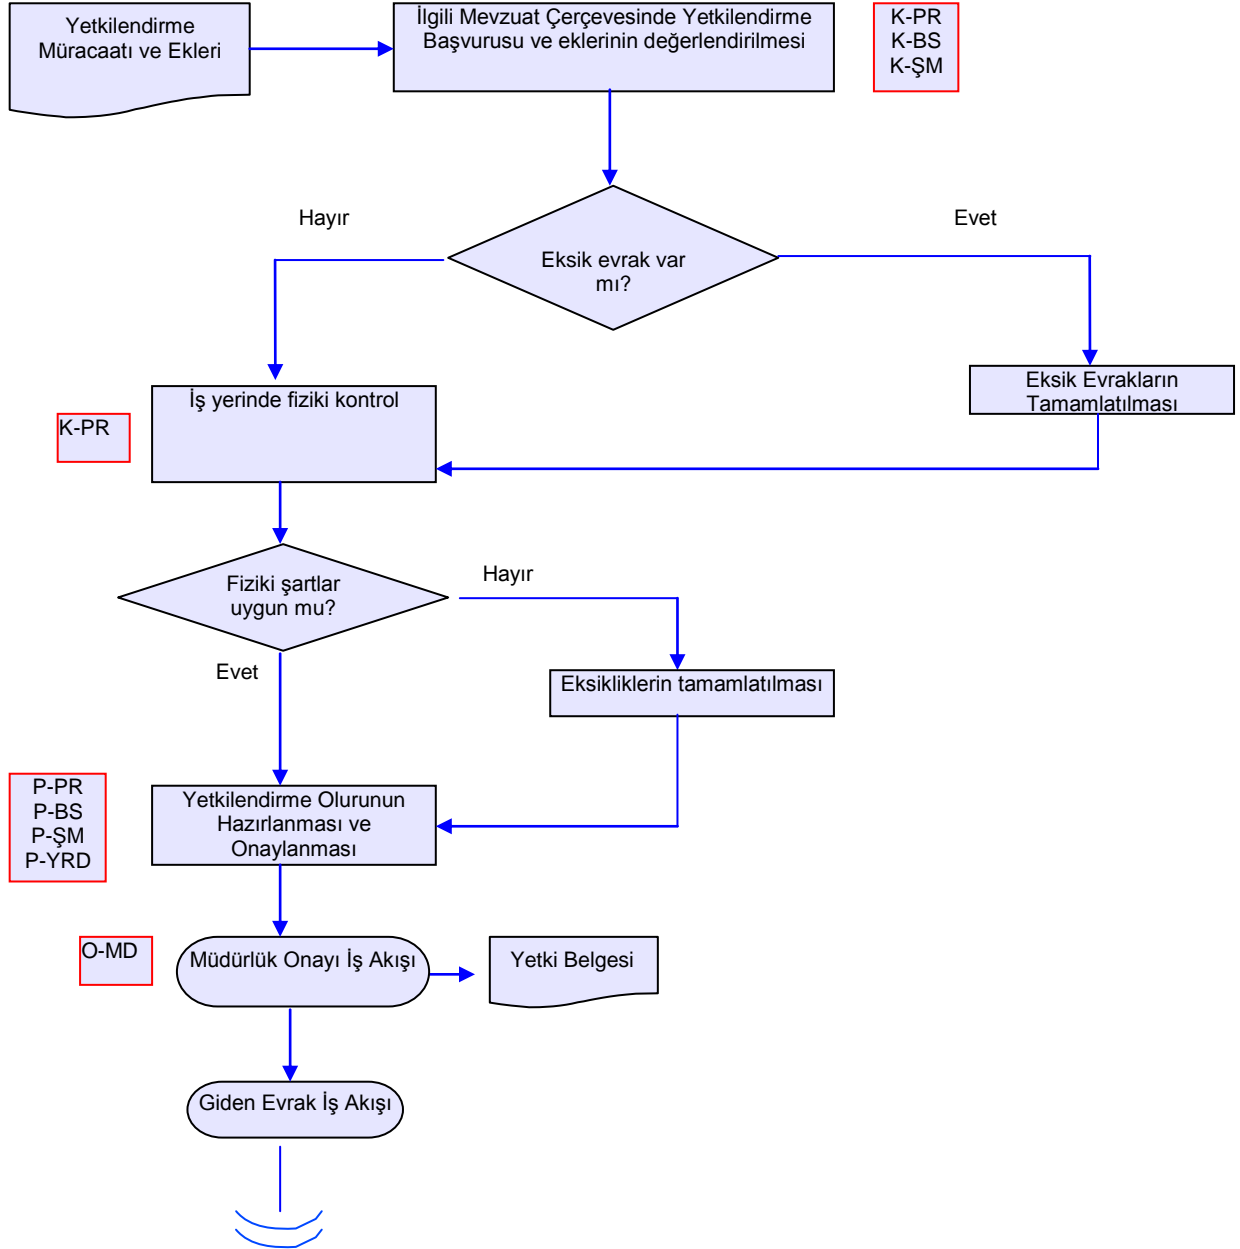 Yetkilendirme
Müracaatı ve Ekleri
İlgili Mevzuat Çerçevesinde Yetkilendirme
Başvurusu ve eklerinin değerlendirilmesi
K-PR
K-BS
K-ŞM
Hayır
Evet
Eksik evrak var
mı?
Eksik Evrakların
Tamamlatılması
İş yerinde fiziki kontrol
K-PR
Fiziki şartlar
uygun mu?
Hayır
Evet
Eksikliklerin tamamlatılması
P-PR
P-BS
P-ŞM
P-YRD
Yetkilendirme Olurunun
Hazırlanması ve
Onaylanması
O-MD
Müdürlük Onayı İş Akışı
Yetki Belgesi
Giden Evrak İş Akışı